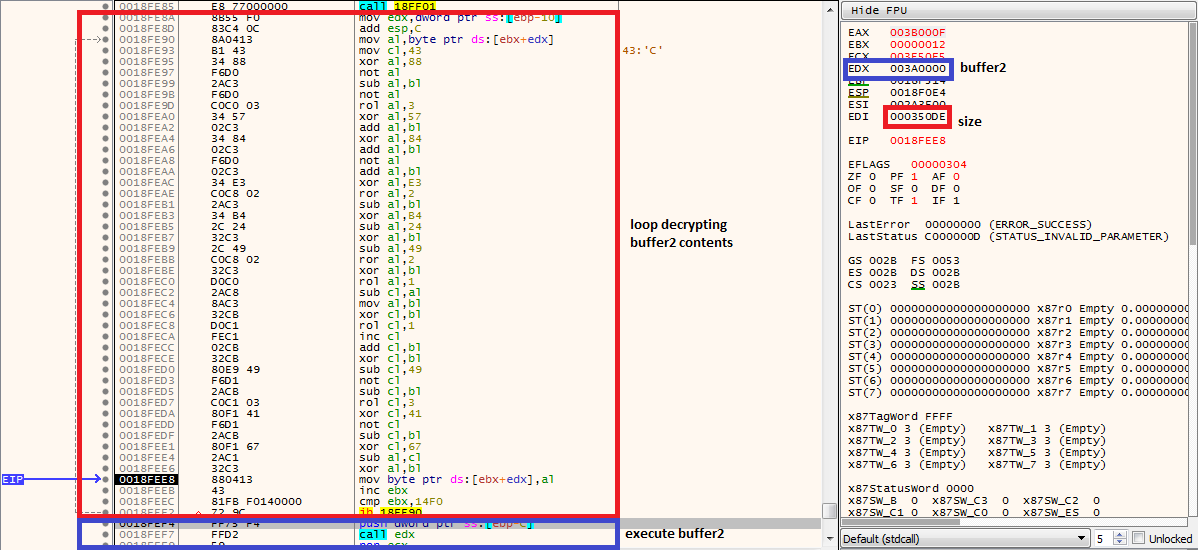 0018FE85 E8 77000000 call 18FF01
0018FE8A 8B55 F0 mov edx,dword ptr ss:[ebp-10]
0018FE8D 83C4 0C add esp,C
0018FE90 8A0413 mov al,byte ptr ds:[ebx+edx]
0018FE93 B1 43 mov cl,43 43:'C'
0018FE95 34 88 xor al,88
0018FE97 F6D0 not al
0018FE99 2AC3 sub al,bl
0018FE9B F6D0 not al
0018FE9D C0C0 03 rol al,3
0018FEA0 34 57 xor al,57
0018FEA2 02C3 add al,bl
0018FEA4 34 84 xor al,84
0018FEA6 02C3 add al,bl
0018FEA8 F6D0 not al
0018FEAA 02C3 add al,bl
0018FEAC 34 E3 xor al,E3
0018FEAE C0C8 02 ror al,2
0018FEB1 2AC3 sub al,bl
0018FEB3 34 B4 xor al,B4
0018FEB5 2C 24 sub al,24
0018FEB7 32C3 xor al,bl
0018FEB9 2C 49 sub al,49
0018FEBB C0C8 02 ror al,2
0018FEBE 32C3 xor al,bl
0018FEC0 D0C0 rol al,1
0018FEC2 2AC8 sub cl,al
0018FEC4 8AC3 mov al,bl
0018FEC6 32CB xor cl,bl
0018FEC8 D0C1 rol cl,1
0018FECA FEC1 inc cl
0018FECC 02CB add cl,bl
0018FECE 32CB xor cl,bl
0018FED0 80E9 49 sub cl,49
0018FED3 F6D1 not cl
0018FED5 2ACB sub cl,bl
0018FED7 C0C1 03 rol cl,3
0018FEDA 80F1 41 xor cl,41
0018FEDD F6D1 not cl
0018FEDF 2ACB sub cl,bl
0018FEE1 80F1 67 xor cl,67
0018FEE4 2AC1 sub al,cl
0018FEE6 32C3 xor al,bl
EIP 0018FEE8 880413 mov byte ptr ds:[ebx+edx],al
0018FEEB 43 inc ebx
0018FEEC 81FB F0140000 cmp ebx,14F0
0018FEF2 72 9C jb 18FE90
0018FEF4 FF75 F4 push dword ptr ss:[ebp-C]
0018FEF7 FFD2 call edx
loop decrypting
buffer2 contents
execute buffer2
Hide FPU
EAX 003B000F
EBX 00000012
EDX 003A0000 buffer2
ESP 0018F0E4
EDI 000350DE
size
EIP 0018FEE8
EFLAGS 00000304
ZF 0 PF 1 AF 0
OF 0 SF 0 DF 0
CF 0 TF 1 IF 1
LastError 00000000 (ERROR_SUCCESS)
LastStatus C000000D (STATUS_INVALID_PARAMETER)
GS 002B FS 0053
ES 002B DS 002B
CS 0023 SS 002B
ST(0) 00000000000000000000 x87r0 Empty 0.00000000
ST(1) 00000000000000000000 x87r1 Empty 0.00000000
ST(2) 00000000000000000000 x87r2 Empty 0.00000000
ST(3) 00000000000000000000 x87r3 Empty 0.00000000
ST(4) 00000000000000000000 x87r4 Empty 0.00000000
ST(5) 00000000000000000000 x87r5 Empty 0.00000000
ST(6) 00000000000000000000 x87r6 Empty 0.00000000
ST(7) 00000000000000000000 x87r7 Empty 0.00000000
x87TagWord FFFF
x87TW_0 3 (Empty) x87TW_1 3 (Empty)
x87TW_2 3 (Empty) x87TW_3 3 (Empty)
x87TW_4 3 (Empty) x87TW_5 3 (Empty)
x87TW_6 3 (Empty) x87TW_7 3 (Empty)
x87StatusWord 0000
x87SW_B 0 x87SW_C3 0 x87SW_C2 0
x87SW_C1 0 x87SW_C0 0 x87SW_ES 0
Default (stdcall) 5 Unlocked